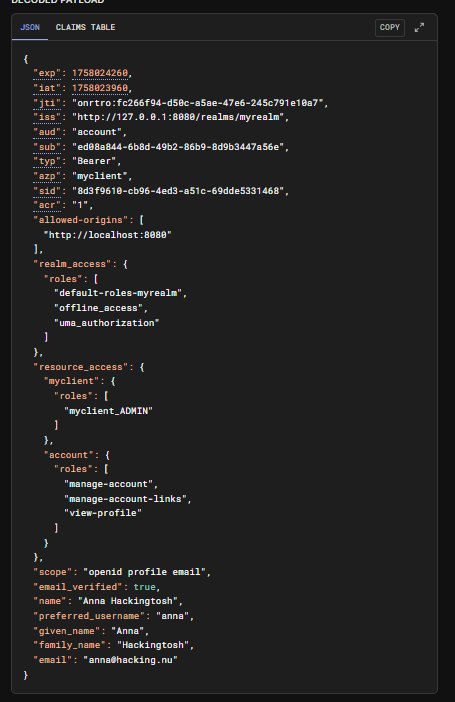 DECODED PAYLOAD
JSON CLAIMS TABLE COPY
{
"exp": 1758024260,
"iat": 1758023960,
"jti": "onrtro:fc266f94-d50c-a5ae-47e6-245c791e10a7",
"iss": "http://127.0.0.1:8080/realms/myrealm",
"aud": "account",
"sub": "ed08a844-6b8d-49b2-86b9-8d9b3447a56e",
"typ": "Bearer",
"azp": "myclient",
"sid": "8d3f9610-cb96-4ed3-a51c-69dde5331468",
"acr": "1",
"allowed-origins": [
"http://localhost:8080"
],
"realm_access": {
"roles": [
"default-roles-myrealm",
"offline_access",
"uma_authorization"
]
},
"resource_access": {
"myclient": {
"roles": [
"myclient_ADMIN"
]
},
"account": {
"roles": [
"manage-account",
"manage-account-links",
"view-profile"
]
}
},
"scope": "openid profile email",
"email_verified": true,
"name": "Anna Hackingtosh",
"preferred_username": "anna",
"given_name": "Anna",
"family_name": "Hackingtosh",
"email": "anna@hacking.nu"
}